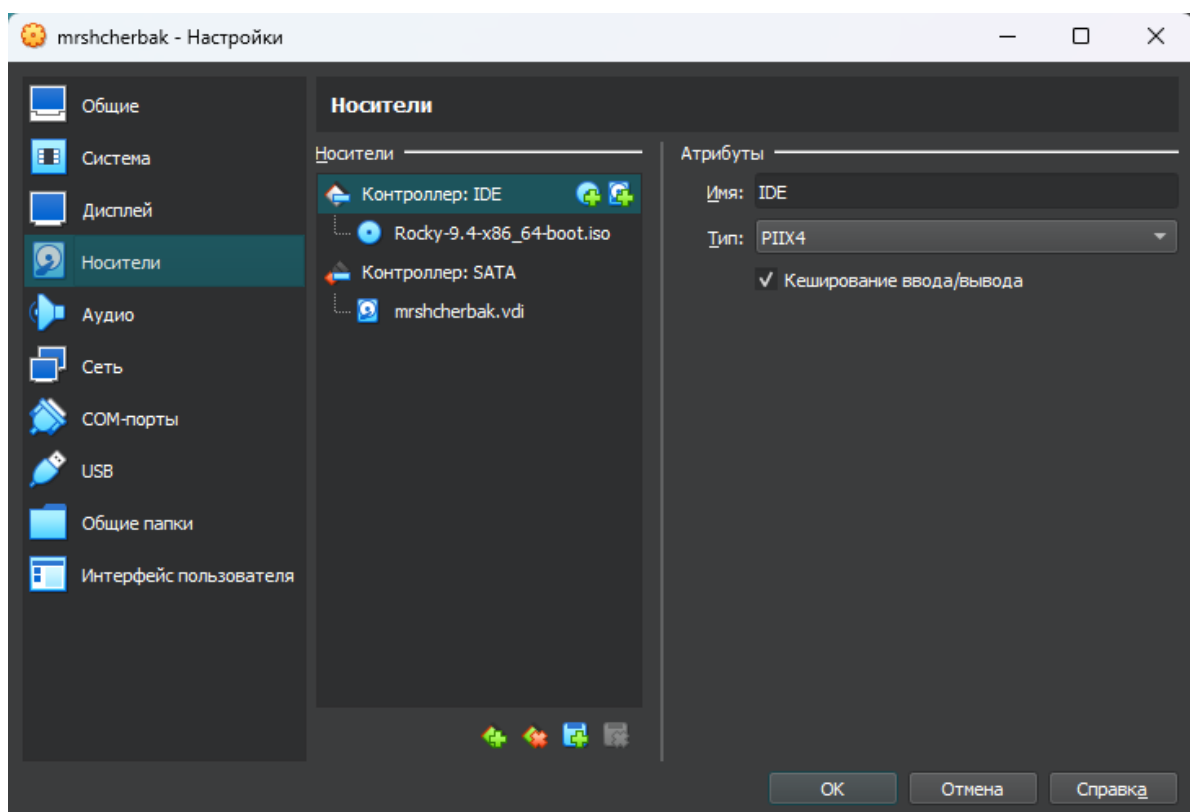 mrshcherbak - Настройки
Общие
Система
Дисплей
Носители
Аудио
Сеть
COM-порты
USB
Общие папки
Интерфейс пользователя
Носители
Носители
Контроллер: IDE
Rocky-9.4-x86_64-boot.iso
Контроллер: SATA
mrshcherbak.vdi
Атрибуты
Имя: IDE
Тип: PIIX4
Кеширование ввода/вывода
OK
Отмена
Справка